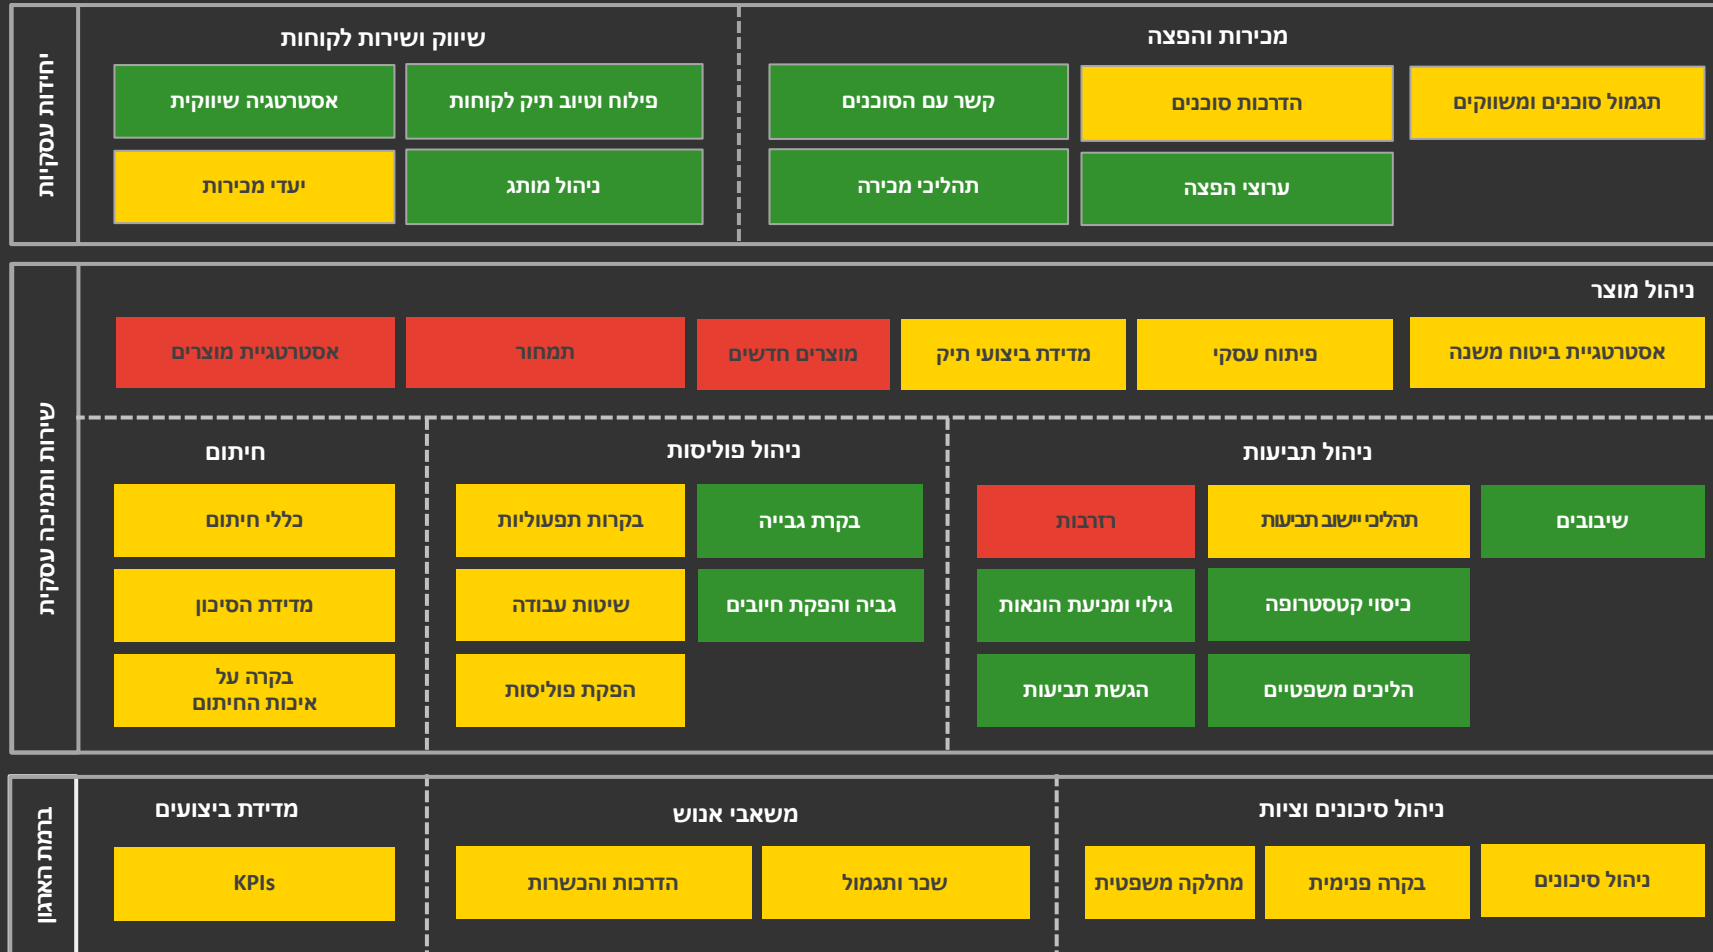 יחידות עסקיות
מכירות והפצה
תגמול סוכנים ומשווקים
הדרכות סוכנים
קשר עם הסוכנים
ערוצי הפצה
תהליכי מכירה
שיווק ושירות לקוחות
פילוח וטיוב תיק לקוחות
אסטרטגיה שיווקית
ניהול מותג
יעדי מכירות
שירות ותמיכה עסקית
ניהול מוצר
אסטרטגיית ביטוח משנה
פיתוח עסקי
מדידת ביצועי תיק
מוצרים חדשים
תמחור
אסטרטגיית מוצרים
ניהול תביעות
שיבובים
תהליכי יישוב תביעות
רזרבות
כיסוי קטסטרופה
גילוי ומניעת הונאות
הליכים משפטיים
הגשת תביעות
ניהול פוליסות
בקרת גבייה
בקרות תפעוליות
גביה והפקת חיובים
שיטות עבודה
הפקת פוליסות
חיתום
כללי חיתום
מדידת הסיכון
בקרה על
איכות החיתום
ברמת הארגון
ניהול סיכונים וציות
ניהול סיכונים
בקרה פנימית
מחלקה משפטית
משאבי אנוש
שכר ותגמול
הדרכות והכשרות
מדידת ביצועים
KPIs